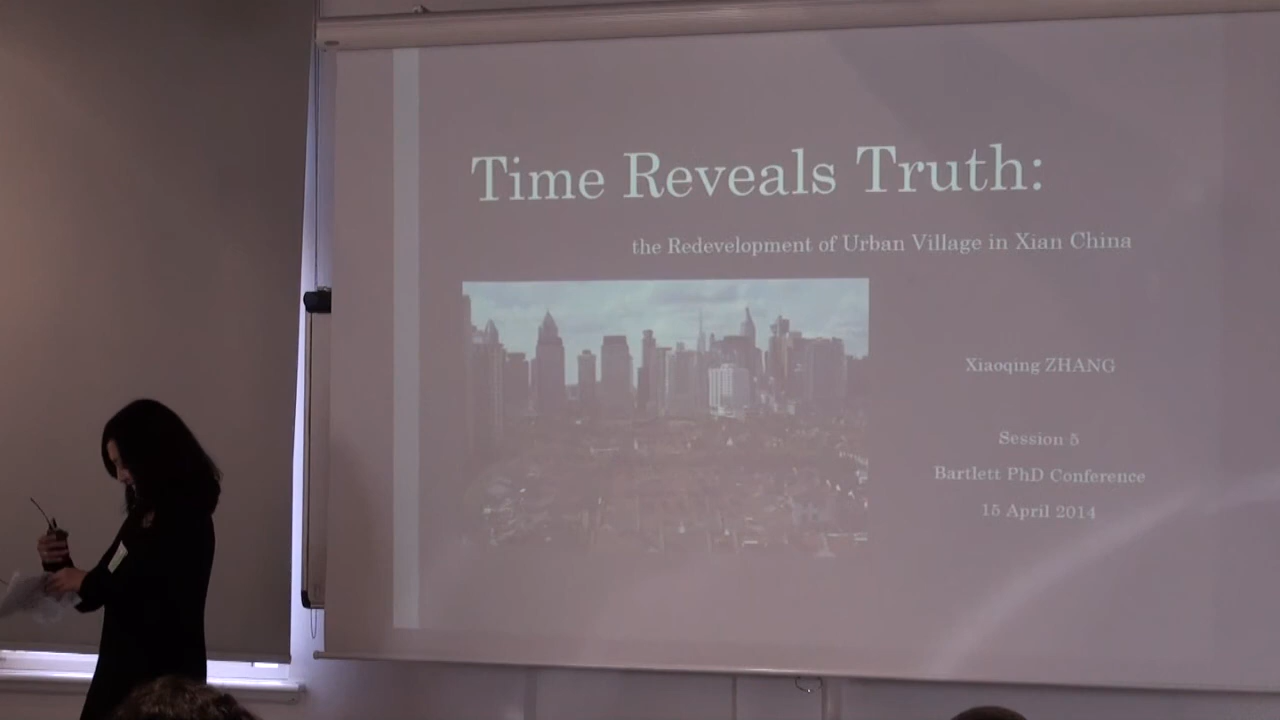 Time Reveals Truth:
the Redevelopment of Urban Village in Xian China
Xiaoqing ZHANG
Session 5
Bartlett PhD Conference
15 April 2014